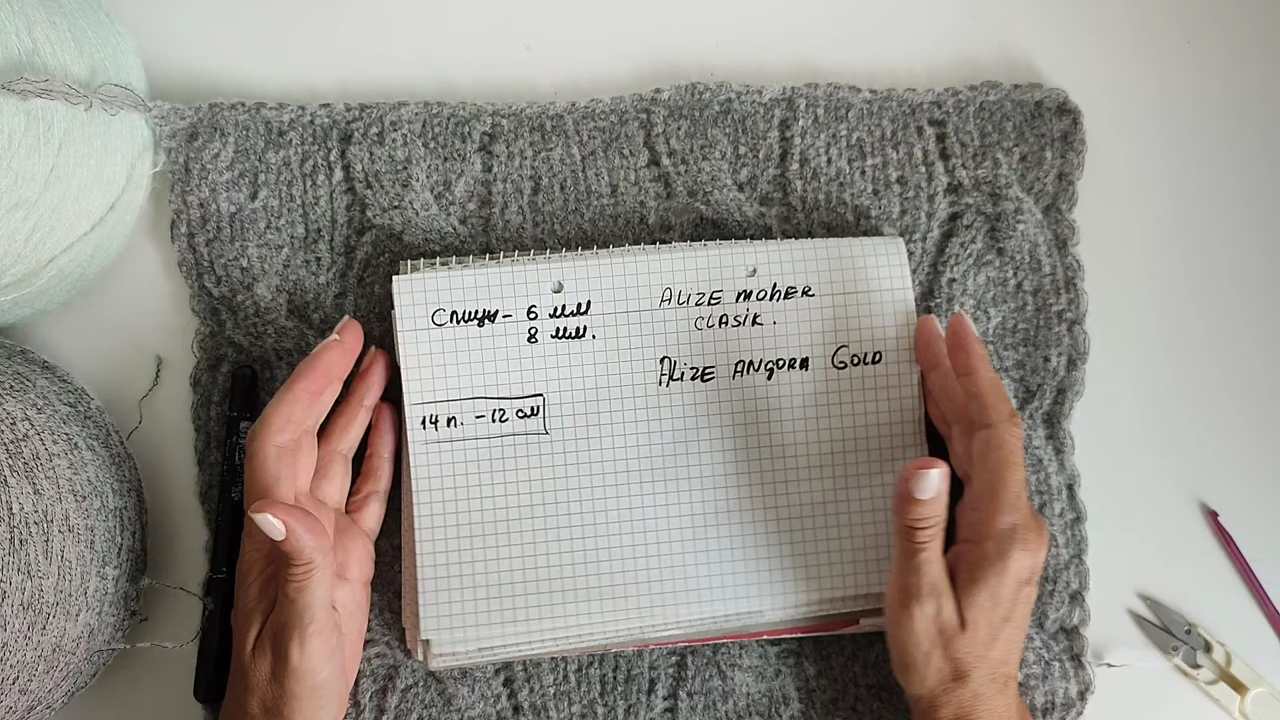 Спицы - 6 мм
8 мм.
14 п. - 12 см
ALIZE MOHER
CLASIK.
ALIZE ANGORA GOLD